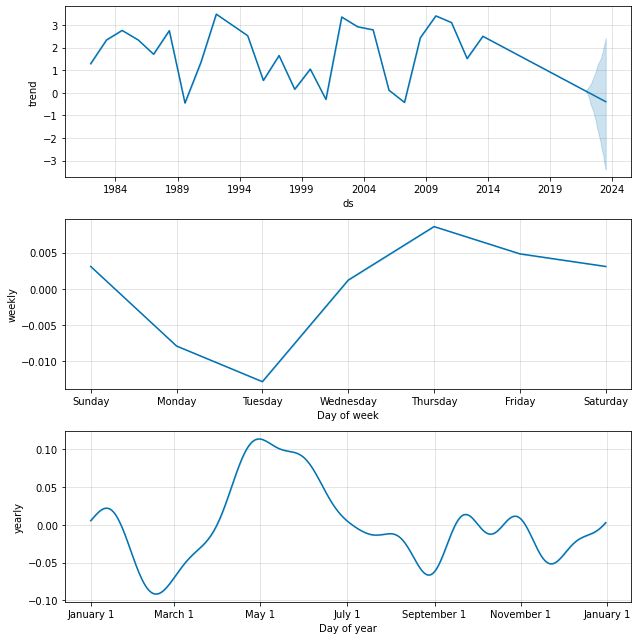 3
2
1
0
−1
−2
−3
trend
1984
1989
1994
1999
2004
2009
2014
2019
2024
ds
0.005
0.000
−0.005
−0.010
weekly
Sunday
Monday
Tuesday
Wednesday
Thursday
Friday
Saturday
Day of week
0.10
0.05
0.00
−0.05
−0.10
yearly
January 1
March 1
May 1
July 1
September 1
November 1
January 1
Day of year